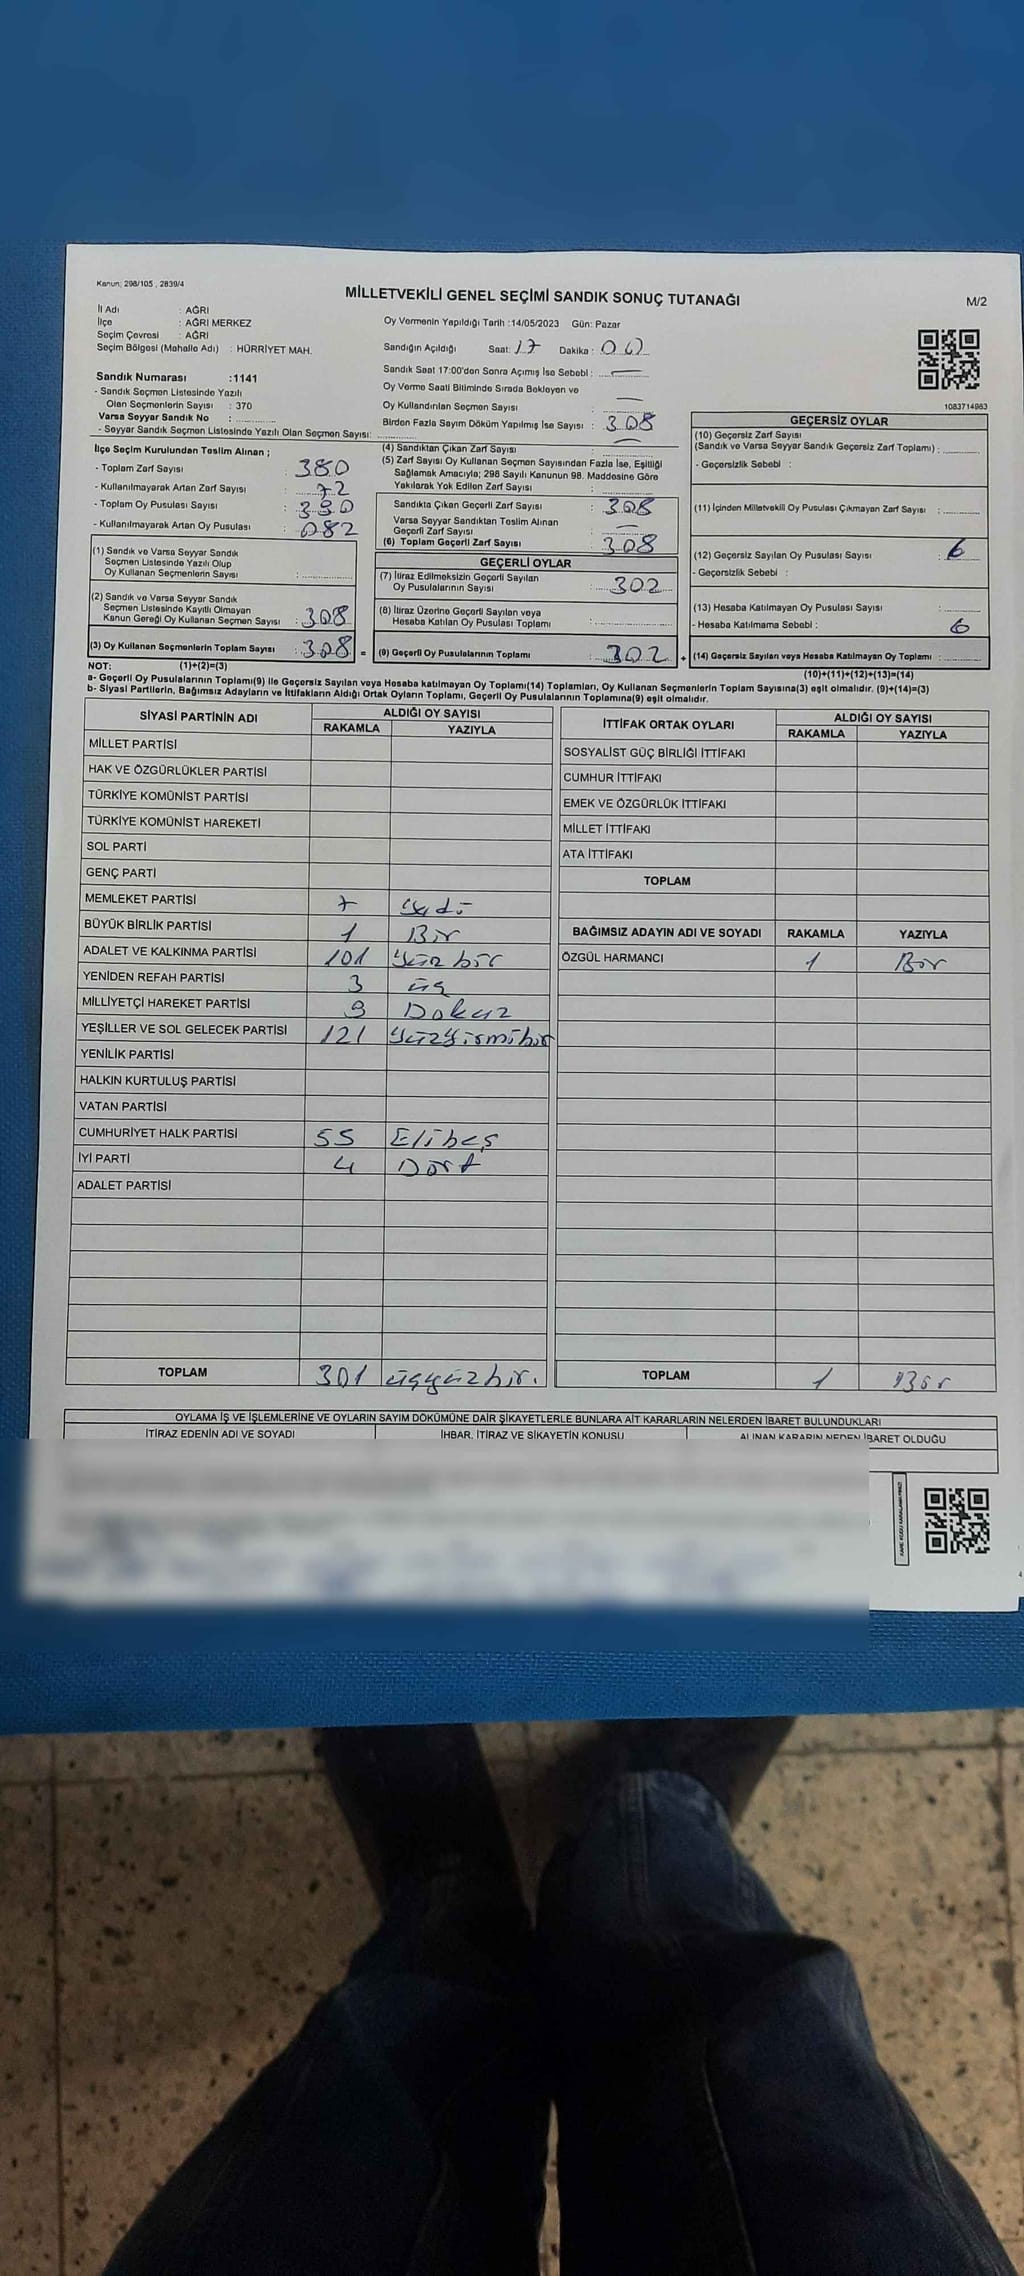 Kanun; 298/105 , 2839/4
MİLLETVEKİLİ GENEL SEÇİMİ SANDIK SONUÇ TUTANAĞI
M/2
İl Adı : AĞRI
İlçe : AĞRI MERKEZ
Seçim Çevresi : AĞRI
Seçim Bölgesi (Mahalle Adı) : HÜRRİYET MAH.
Sandık Numarası :1141
- Sandık Seçmen Listesinde Yazılı
Olan Seçmenlerin Sayısı : 370
Varsa Seyyar Sandık No :
- Seyyar Sandık Seçmen Listesinde Yazılı Olan Seçmen Sayısı:
Oy Vermenin Yapıldığı Tarih :14/05/2023 Gün: Pazar
Sandığın Açıldığı Saat: 17 Dakika :
Sandık Saat 17:00'den Sonra Açımış İse Sebebi : —
Oy Verme Saati Bitiminde Sırada Bekleyen ve
Oy Kullandırılan Seçmen Sayısı : —
Birden Fazla Sayım Döküm Yapılmış İse Sayısı : 308
1083714983
İlçe Seçim Kurulundan Teslim Alınan ;
- Toplam Zarf Sayısı : 380
- Kullanılmayarak Artan Zarf Sayısı : 72
- Toplam Oy Pusulası Sayısı : 390
- Kullanılmayarak Artan Oy Pusulası : 082
(1) Sandık ve Varsa Seyyar Sandık
Seçmen Listesinde Yazılı Olup
Oy Kullanan Seçmenlerin Sayısı :
(2) Sandık ve Varsa Seyyar Sandık
Seçmen Listesinde Kayıtlı Olmayan
Kanun Gereği Oy Kullanan Seçmen Sayısı : 308
(3) Oy Kullanan Seçmenlerin Toplam Sayısı : 308 =
(4) Sandıktan Çıkan Zarf Sayısı : —
(5) Zarf Sayısı Oy Kullanan Seçmen Sayısından Fazla İse, Eşitliği
Sağlamak Amacıyla; 298 Sayılı Kanunun 98. Maddesine Göre
Yakılarak Yok Edilen Zarf Sayısı :
Sandıkta Çıkan Geçerli Zarf Sayısı : 308
Varsa Seyyar Sandıktan Teslim Alınan
Geçerli Zarf Sayısı : —
(6) Toplam Geçerli Zarf Sayısı : 308
GEÇERLİ OYLAR
(7) İtiraz Edilmeksizin Geçerli Sayılan
Oy Pusulalarının Sayısı : 302
(8) İtiraz Üzerine Geçerli Sayılan veya
Hesaba Katılan Oy Pusulası Toplamı :
(9) Geçerli Oy Pusulalarının Toplamı : 302 +
GEÇERSİZ OYLAR
(10) Geçersiz Zarf Sayısı
(Sandık ve Varsa Seyyar Sandık Geçersiz Zarf Toplamı) :
- Geçersizlik Sebebi :
(11) İçinden Milletvekili Oy Pusulası Çıkmayan Zarf Sayısı :
(12) Geçersiz Sayılan Oy Pusulası Sayısı : 6
- Geçersizlik Sebebi :
(13) Hesaba Katılmayan Oy Pusulası Sayısı :
- Hesaba Katılmama Sebebi : 6
(14) Geçersiz Sayılan veya Hesaba Katılmayan Oy Toplamı :
NOT: (1)+(2)=(3)
(10)+(11)+(12)+(13)=(14)
a- Geçerli Oy Pusulalarının Toplamı(9) ile Geçersiz Sayılan veya Hesaba katılmayan Oy Toplamı(14) Toplamları, Oy Kullanan Seçmenlerin Toplam Sayısına(3) eşit olmalıdır. (9)+(14)=(3)
b- Siyasi Partilerin, Bağımsız Adayların ve İttifakların Aldığı Ortak Oyların Toplamı, Geçerli Oy Pusulalarının Toplamına(9) eşit olmalıdır.
SİYASİ PARTİNİN ADI ALDIĞI OY SAYISI
RAKAMLA YAZIYLA
MİLLET PARTİSİ
HAK VE ÖZGÜRLÜKLER PARTİSİ
TÜRKİYE KOMÜNİST PARTİSİ
TÜRKİYE KOMÜNİST HAREKETİ
SOL PARTİ
GENÇ PARTİ
MEMLEKET PARTİSİ 7 Yedi
BÜYÜK BİRLİK PARTİSİ 1 Bir
ADALET VE KALKINMA PARTİSİ 101 Yüz bir
YENİDEN REFAH PARTİSİ 3 üç
MİLLİYETÇİ HAREKET PARTİSİ 9 Dokuz
YEŞİLLER VE SOL GELECEK PARTİSİ 121 Yüzyirmibir
YENİLİK PARTİSİ
HALKIN KURTULUŞ PARTİSİ
VATAN PARTİSİ
CUMHURİYET HALK PARTİSİ 55 Elibeş
İYİ PARTİ 4 Dört
ADALET PARTİSİ
TOPLAM 301 üçyüzbir.
İTTİFAK ORTAK OYLARI ALDIĞI OY SAYISI
RAKAMLA YAZIYLA
SOSYALİST GÜÇ BİRLİĞİ İTTİFAKI
CUMHUR İTTİFAKI
EMEK VE ÖZGÜRLÜK İTTİFAKI
MİLLET İTTİFAKI
ATA İTTİFAKI
TOPLAM
BAĞIMSIZ ADAYIN ADI VE SOYADI RAKAMLA YAZIYLA
ÖZGÜL HARMANCI 1 Bir
TOPLAM 1 Bir
OYLAMA İŞ VE İŞLEMLERİNE VE OYLARIN SAYIM DÖKÜMÜNE DAİR ŞİKAYETLERLE BUNLARA AİT KARARLARIN NELERDEN İBARET BULUNDUKLARI
İTİRAZ EDENİN ADI VE SOYADI İHBAR, İTİRAZ VE ŞİKAYETİN KONUSU ALINAN KARARIN NEDEN İBARET OLDUĞU